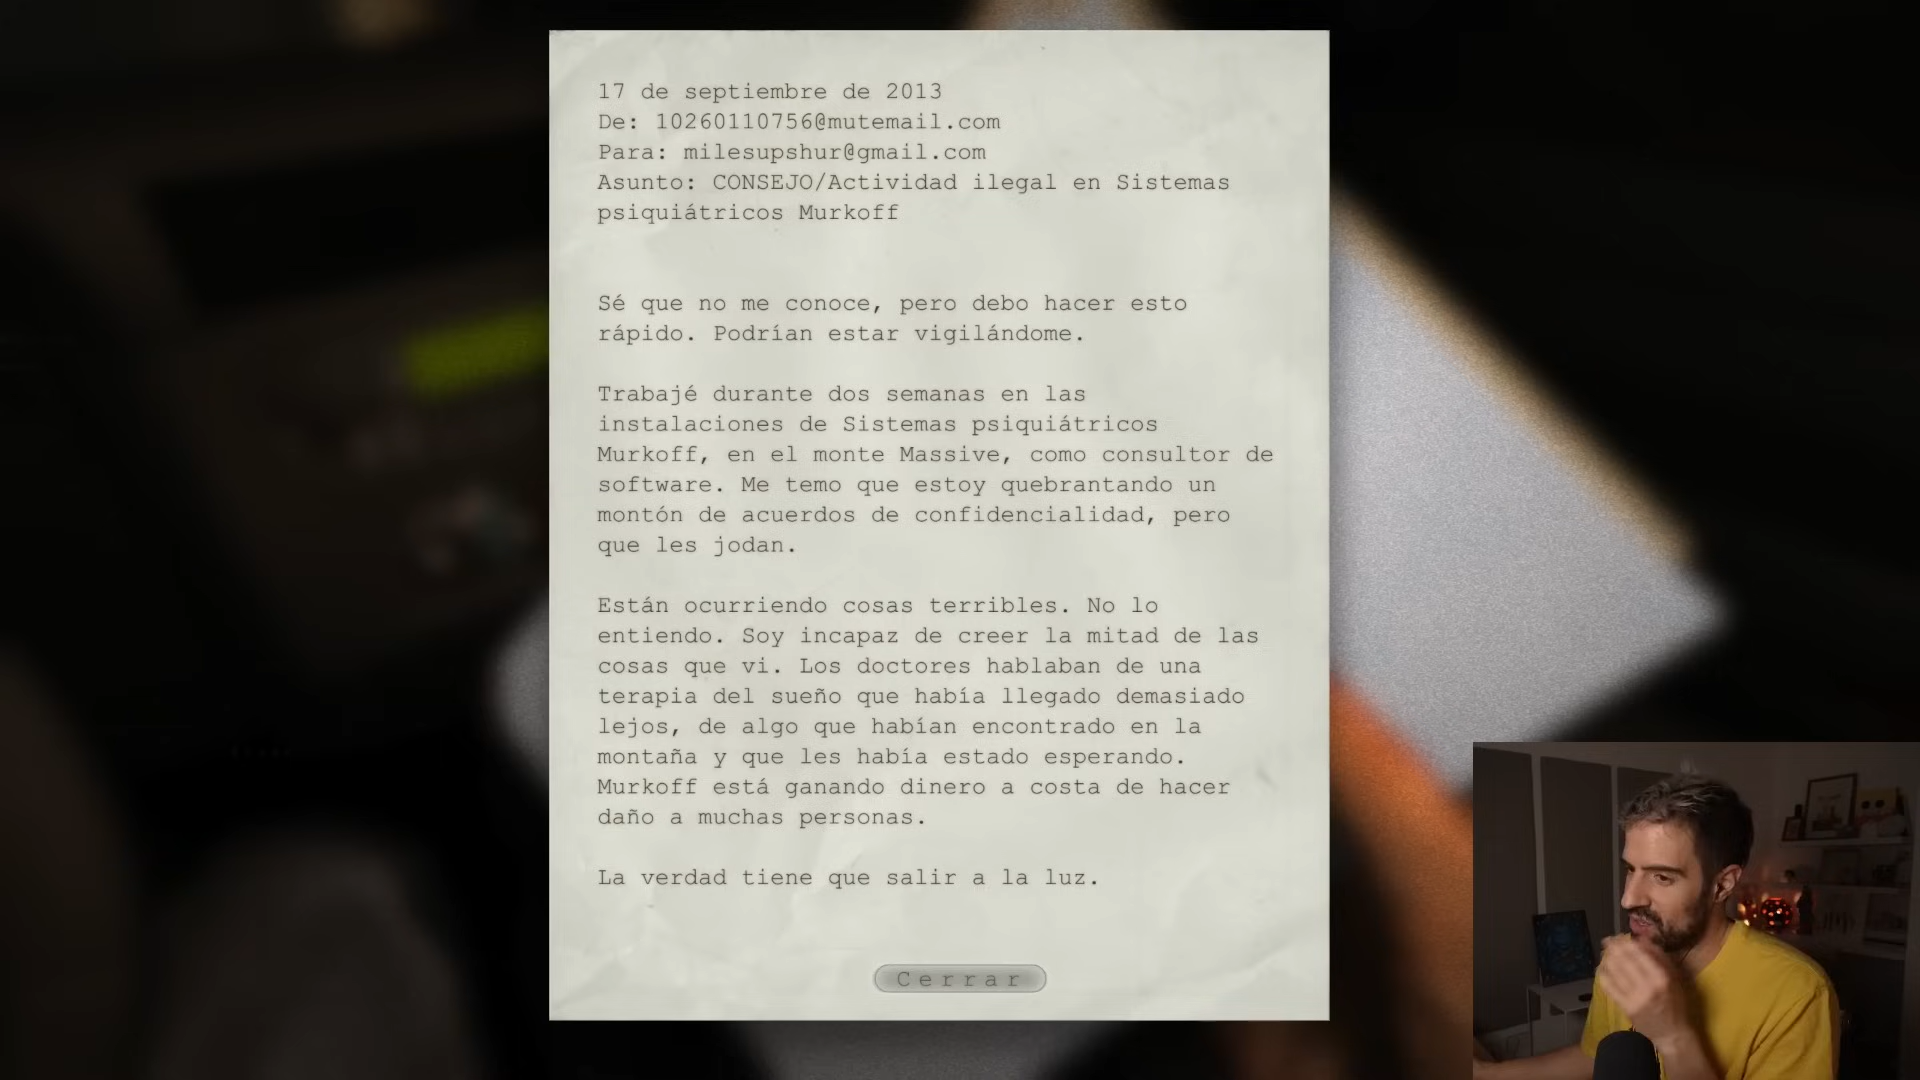 17 de septiembre de 2013
De: 10260110756@mutemail.com
Para: milesupshur@gmail.com
Asunto: CONSEJO/Actividad ilegal en Sistemas
psiquiátricos Murkoff
Sé que no me conoce, pero debo hacer esto
rápido. Podrían estar vigilándome.
Trabajé durante dos semanas en las
instalaciones de Sistemas psiquiátricos
Murkoff, en el monte Massive, como consultor de
software. Me temo que estoy quebrantando un
montón de acuerdos de confidencialidad, pero
que les jodan.
Están ocurriendo cosas terribles. No lo
entiendo. Soy incapaz de creer la mitad de las
cosas que vi. Los doctores hablaban de una
terapia del sueño que había llegado demasiado
lejos, de algo que habían encontrado en la
montaña y que les había estado esperando.
Murkoff está ganando dinero a costa de hacer
daño a muchas personas.
La verdad tiene que salir a la luz.
Cerrar